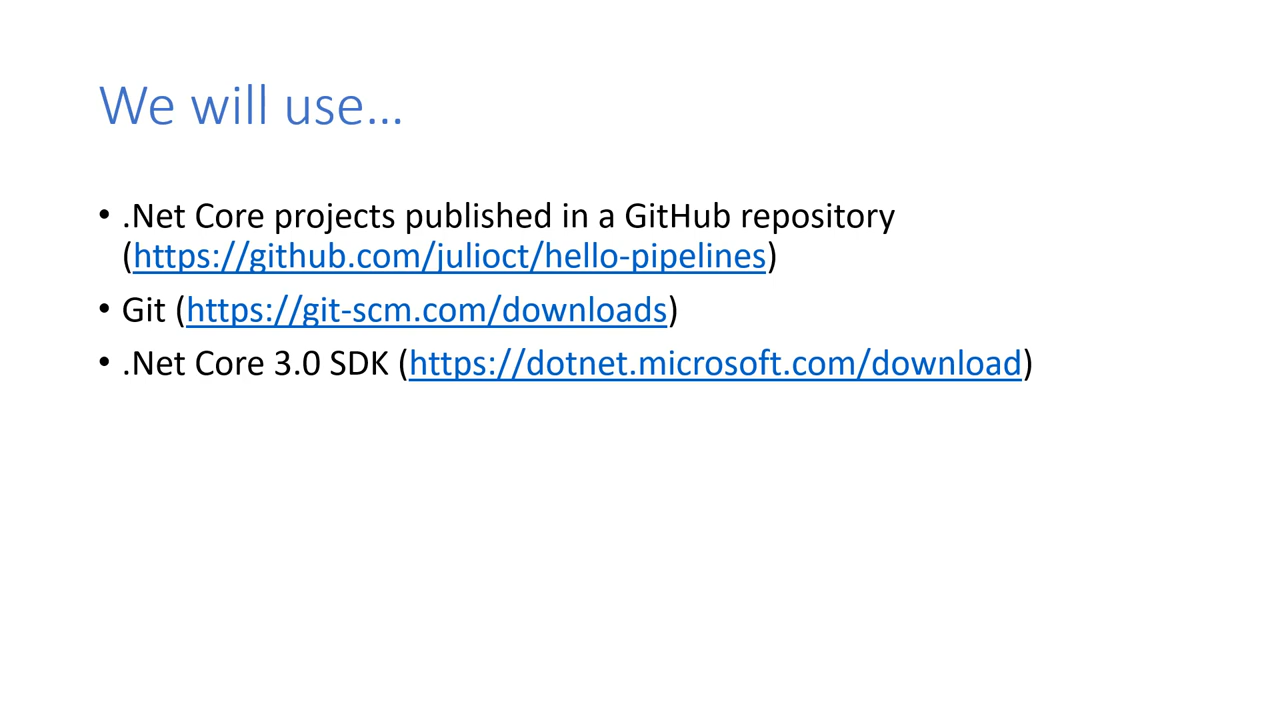 We will use...
• .Net Core projects published in a GitHub repository
(https://github.com/julioct/hello-pipelines)
• Git (https://git-scm.com/downloads)
• .Net Core 3.0 SDK (https://dotnet.microsoft.com/download)